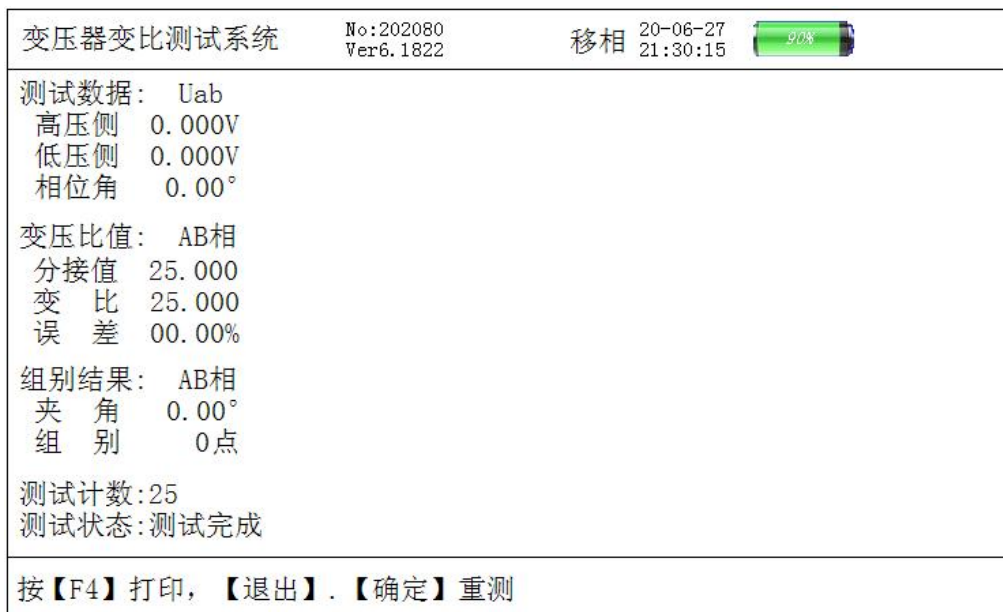 变压器变比测试系统 No:202080 移相 20-06-27 90%
Ver6.1822 21:30:15
测试数据: Uab
高压侧 0.000V
低压侧 0.000V
相位角 0.00°
变压比值: AB相
分接值 25.000
变 比 25.000
误 差 00.00%
组别结果: AB相
夹 角 0.00°
组 别 0点
测试计数:25
测试状态:测试完成
按【F4】打印，【退出】.【确定】重测